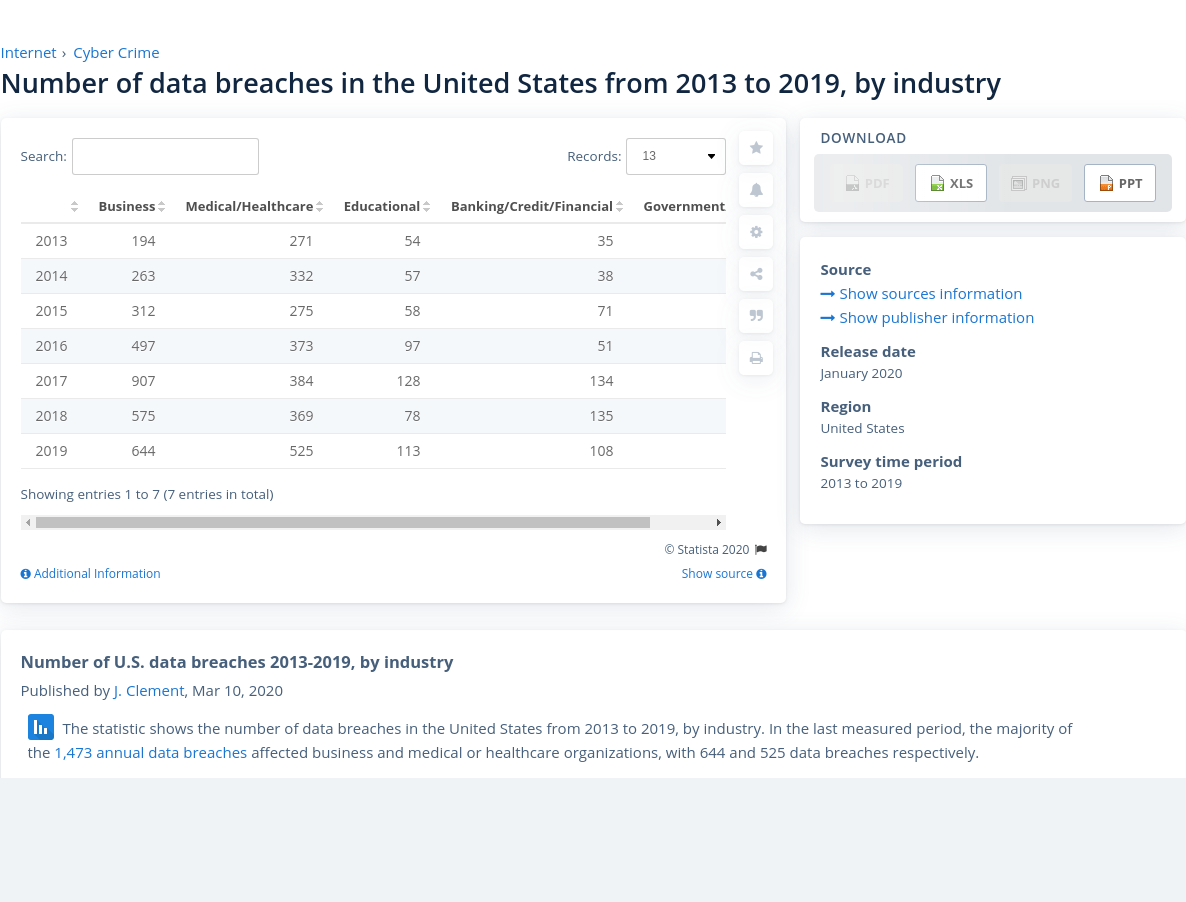 Internet › Cyber Crime
Number of data breaches in the United States from 2013 to 2019, by industry
Search:
Records: 13
Business Medical/Healthcare Educational Banking/Credit/Financial Government
2013 194 271 54 35
2014 263 332 57 38
2015 312 275 58 71
2016 497 373 97 51
2017 907 384 128 134
2018 575 369 78 135
2019 644 525 113 108
Showing entries 1 to 7 (7 entries in total)
© Statista 2020
Additional Information
Show source
DOWNLOAD
PDF XLS PNG PPT
Source
Show sources information
Show publisher information
Release date
January 2020
Region
United States
Survey time period
2013 to 2019
Number of U.S. data breaches 2013-2019, by industry
Published by J. Clement, Mar 10, 2020
The statistic shows the number of data breaches in the United States from 2013 to 2019, by industry. In the last measured period, the majority of
the 1,473 annual data breaches affected business and medical or healthcare organizations, with 644 and 525 data breaches respectively.